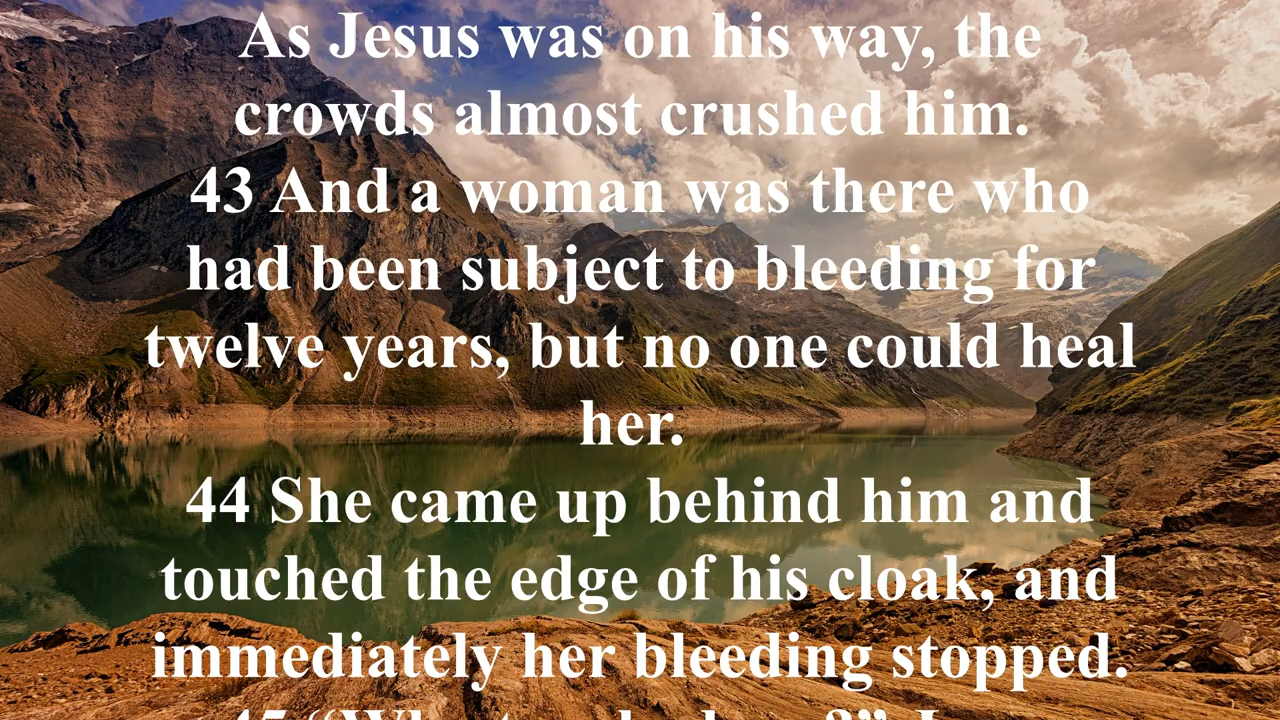 As Jesus was on his way, the
crowds almost crushed him.
43 And a woman was there who
had been subject to bleeding for
twelve years, but no one could heal
her.
44 She came up behind him and
touched the edge of his cloak, and
immediately her bleeding stopped.